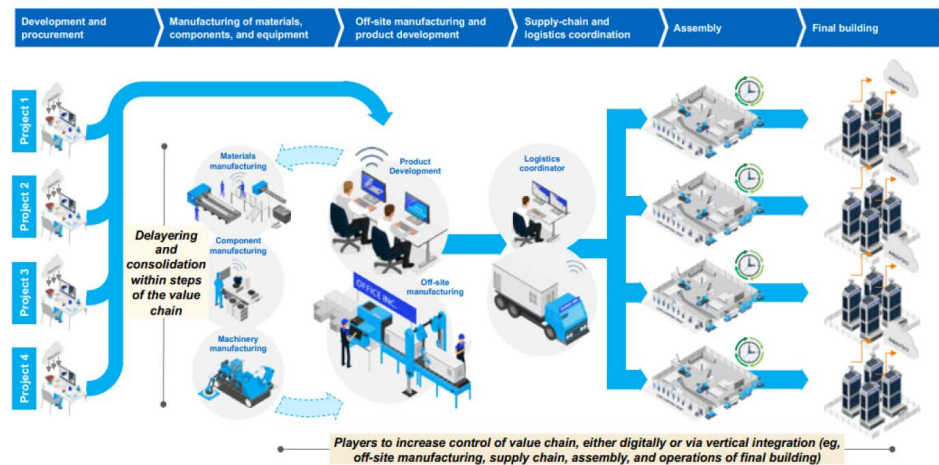 Development and
procurement
Manufacturing of materials,
components, and equipment
Off-site manufacturing and
product development
Supply-chain and
logistics coordination
Assembly
Final building
Project 1
Project 2
Project 3
Project 4
Delayering
and
consolidation
within steps
of the value
chain
Materials
manufacturing
Component
manufacturing
Machinery
manufacturing
Product
Development
OFFICE INC.
Off-site
manufacturing
Logistics
coordinator
Players to increase control of value chain, either digitally or via vertical integration (eg,
off-site manufacturing, supply chain, assembly, and operations of final building)